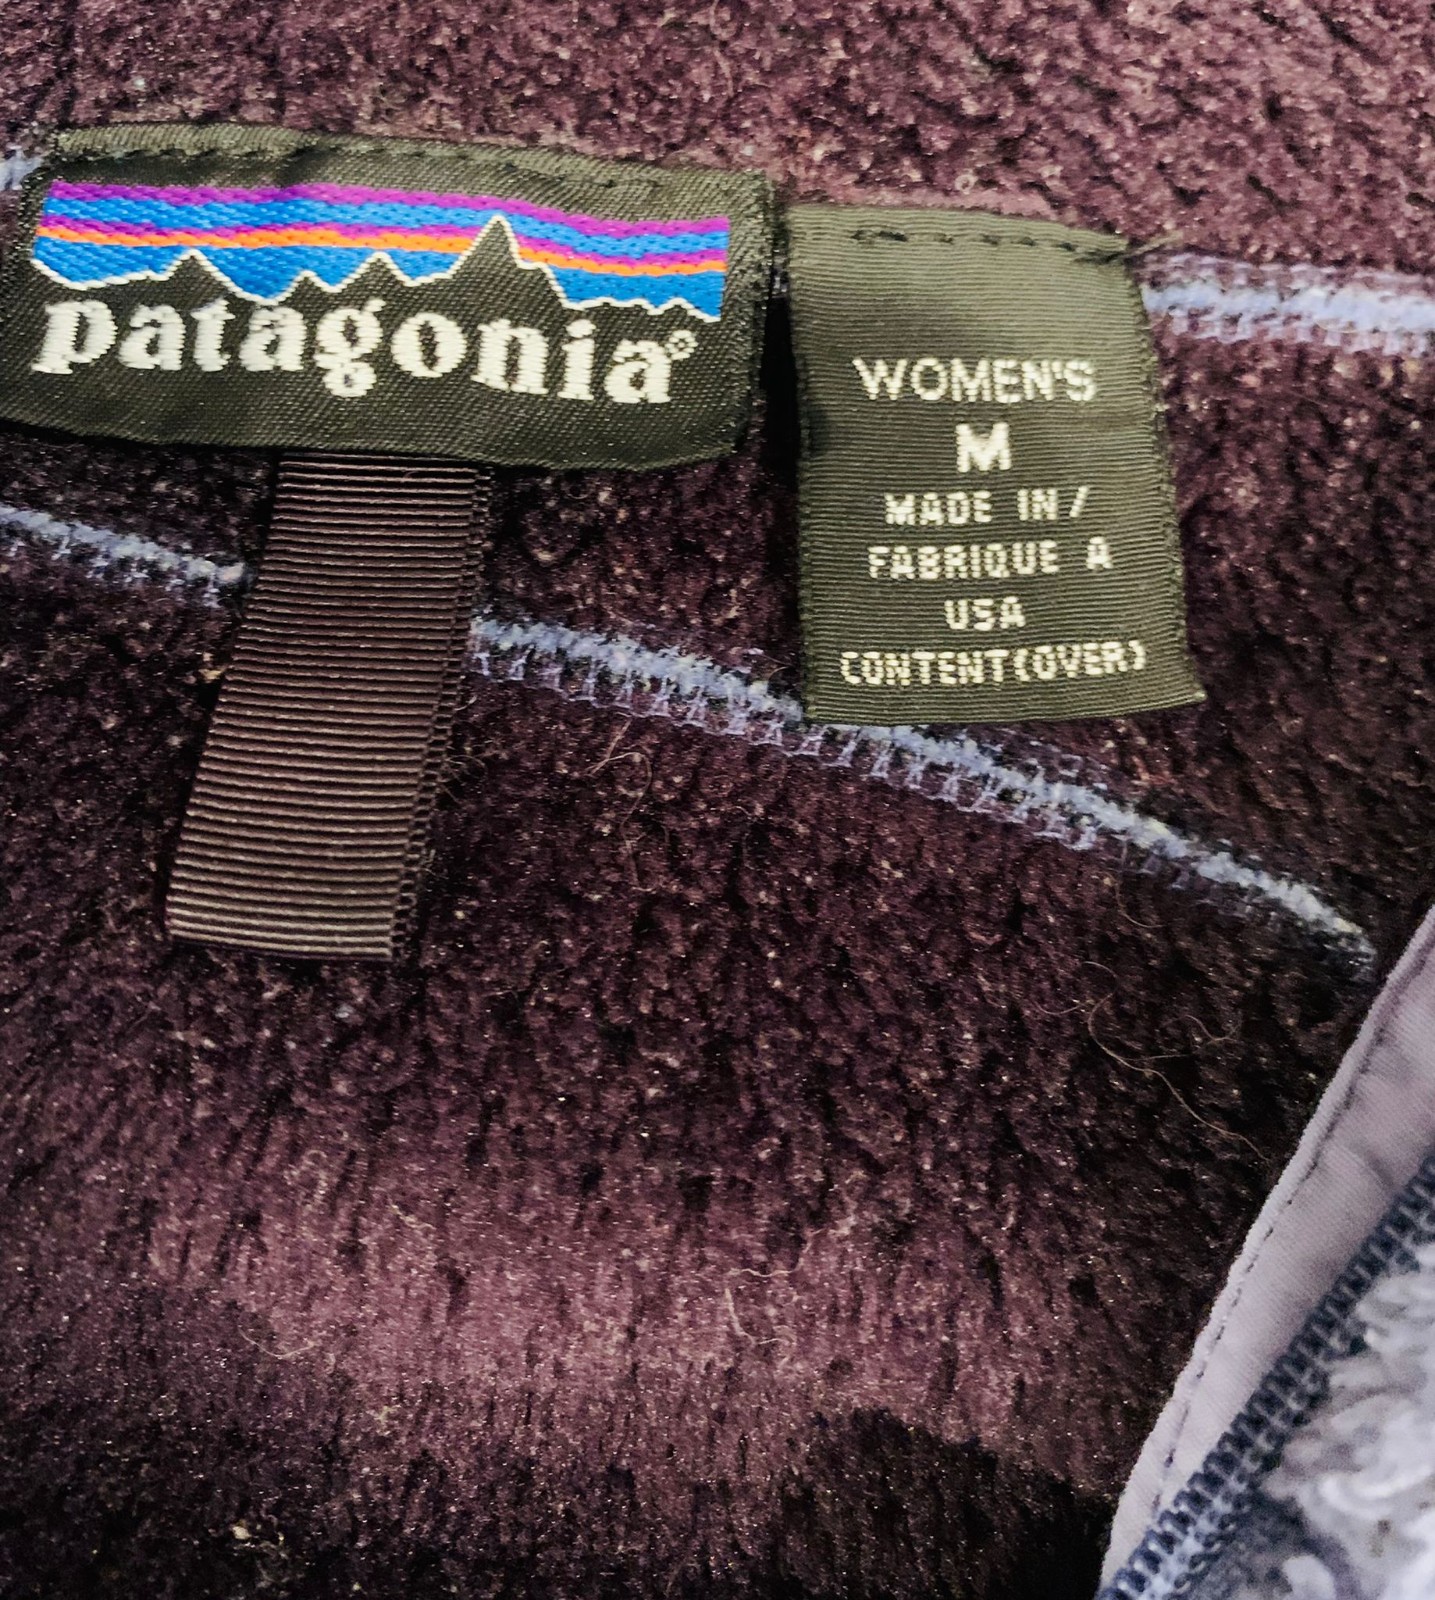 patagonia®
WOMEN'S
M
MADE IN/
FABRIQUE A
USA
CONTENT(OVER)